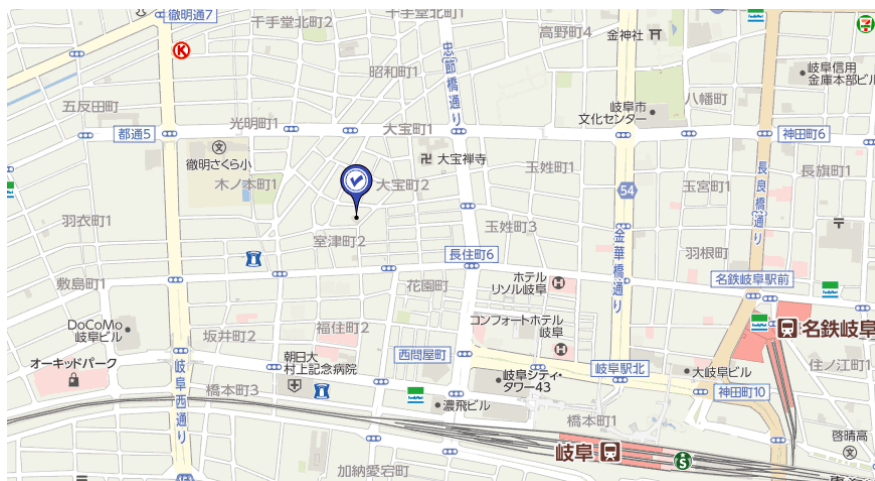 徹明通7
千手堂北町2
千手堂北町1
高野町4
金神社
岐阜信用
金庫本部ビル
K
昭和町1
忠節橋通り
五反田町
岐阜市
文化センター
八幡町
都通5
光明町1
大宝町1
神田町6
徹明さくら小
大宝禅寺
玉姓町1
長良橋通り
長旗町1
木ノ本町1
大宝町2
54
玉宮町1
羽衣町1
玉姓町3
室津町2
金華橋通り
羽根町
長住町6
敷島町1
花園町
ホテル
リソル岐阜
名鉄岐阜駅前
DoCoMo
岐阜ビル
坂井町2
福住町2
コンフォートホテル
岐阜
名鉄岐阜
オーキッドパーク
岐阜西通り
朝日大
村上記念病院
西問屋町
岐阜駅北
大岐阜ビル
住ノ江町1
橋本町3
岐阜シティ・
タワー43
神田町10
濃飛ビル
橋本町1
啓晴高
岐阜
加納愛宕町